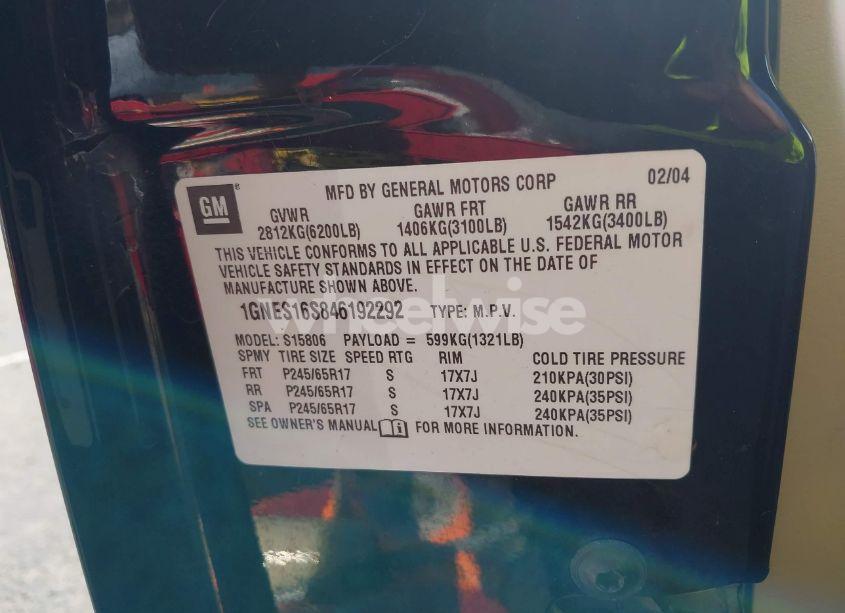 GM
®
MFD BY GENERAL MOTORS CORP 02/04
GVWR GAWR FRT GAWR RR
2812KG(6200LB) 1406KG(3100LB) 1542KG(3400LB)
THIS VEHICLE CONFORMS TO ALL APPLICABLE U.S. FEDERAL MOTOR
VEHICLE SAFETY STANDARDS IN EFFECT ON THE DATE OF
MANUFACTURE SHOWN ABOVE.
1GNES16S846192292 TYPE: M.P.V.
wheelwise
MODEL: S15806 PAYLOAD = 599KG(1321LB)
SPMY TIRE SIZE SPEED RTG RIM COLD TIRE PRESSURE
FRT P245/65R17 S 17X7J 210KPA(30PSI)
RR P245/65R17 S 17X7J 240KPA(35PSI)
SPA P245/65R17 S 17X7J 240KPA(35PSI)
SEE OWNER'S MANUAL FOR MORE INFORMATION.